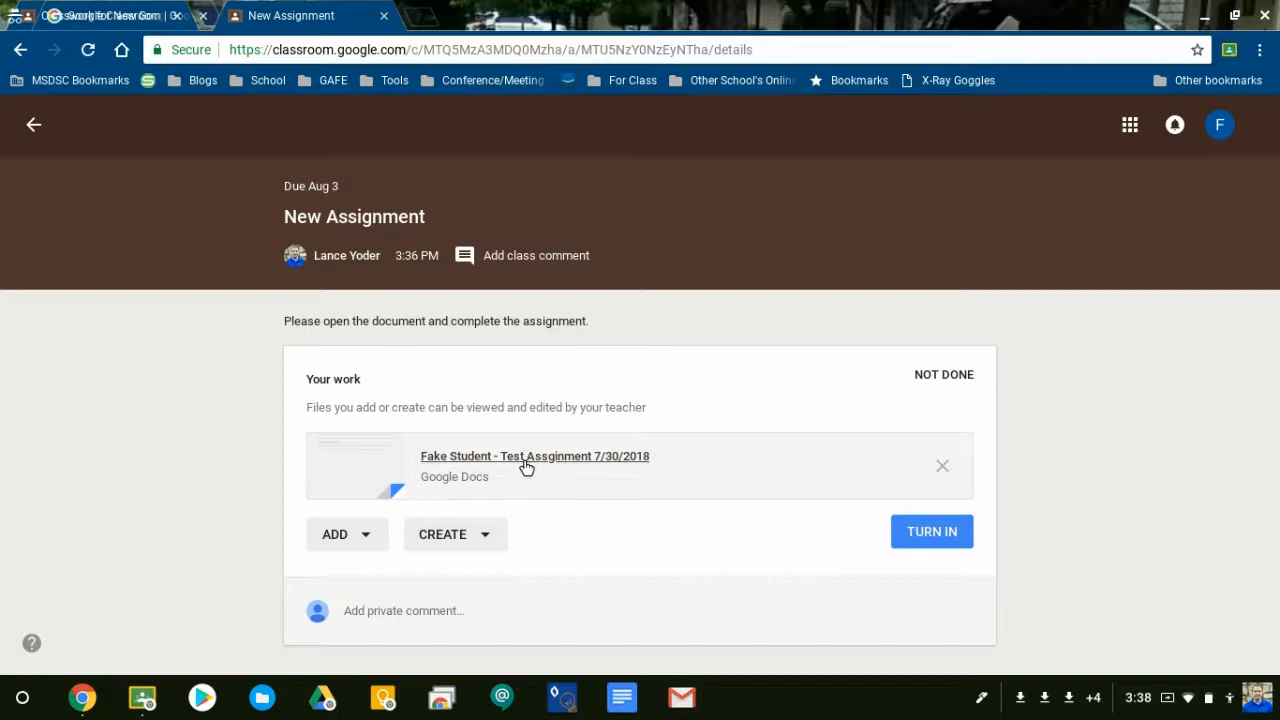 New Assignment
Secure
https://classroom.google.com/c/MTQ5MzA3MDQ0Mzha/a/MTU5NzY0NzEyNTha/details
MSDSC Bookmarks
Blogs
School
GAFE
Tools
Conference/Meeting
For Class
Other School's Onlin
Bookmarks
X-Ray Goggles
Other bookmarks
F
Due Aug 3
New Assignment
Lance Yoder 3:36 PM Add class comment
Please open the document and complete the assignment.
Your work
NOT DONE
Files you add or create can be viewed and edited by your teacher
Fake Student - Test Assginment 7/30/2018
Google Docs
ADD
CREATE
TURN IN
Add private comment...
?
+4
3:38